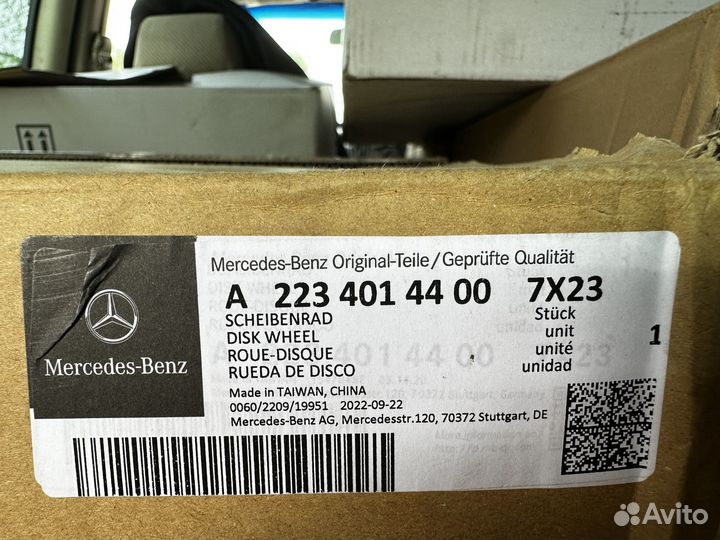 Mercedes-Benz Original-Teile/Geprüfte Qualität
A 223 401 44 00 7X23
SCHEIBENRAD Stück
DISK WHEEL unit
ROUE-DISQUE unité 1
RUEDA DE DISCO unidad
Made in TAIWAN, CHINA
0060/2209/19951 2022-09-22
Mercedes-Benz AG, Mercedesstr.120, 70372 Stuttgart, DE
Mercedes-Benz
Avito